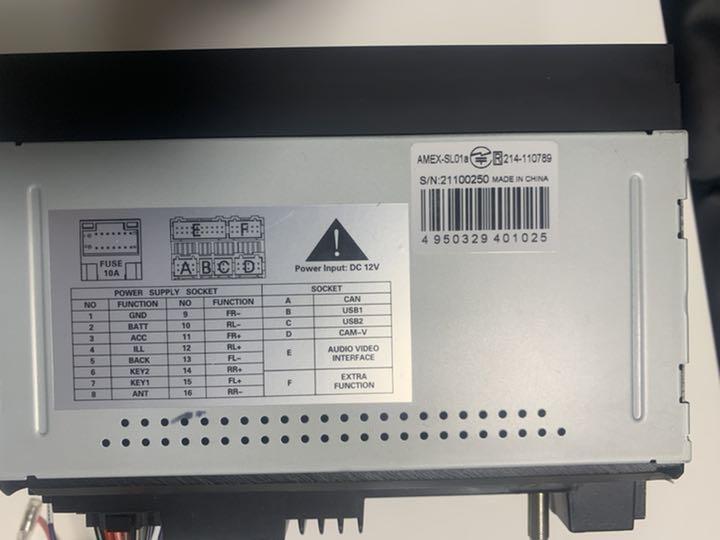 AMEX-SL01a R 214-110789
S/N:21100250 MADE IN CHINA
4 950329 401025
FUSE
10A
E F
A B C D
!
Power Input: DC 12V
POWER SUPPLY SOCKET SOCKET
NO FUNCTION NO FUNCTION
1 GND 9 FR-
2 BATT 10 RL-
3 ACC 11 FR+
4 ILL 12 RL+
5 BACK 13 FL-
6 KEY2 14 RR+
7 KEY1 15 FL+
8 ANT 16 RR-
A CAN
B USB1
C USB2
D CAM-V
E AUDIO VIDEO
INTERFACE
F EXTRA
FUNCTION